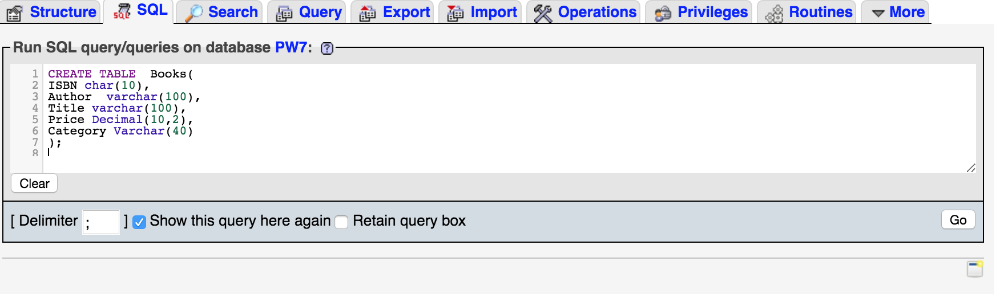 Structure SQL Search Query Export Import Operations Privileges Routines More
Run SQL query/queries on database PW7: ?
1 CREATE TABLE  Books(
2 ISBN char(10),
3 Author  varchar(100),
4 Title varchar(100),
5 Price Decimal(10,2),
6 Category Varchar(40)
7 );
8
Clear
[ Delimiter ; ] Show this query here again Retain query box Go